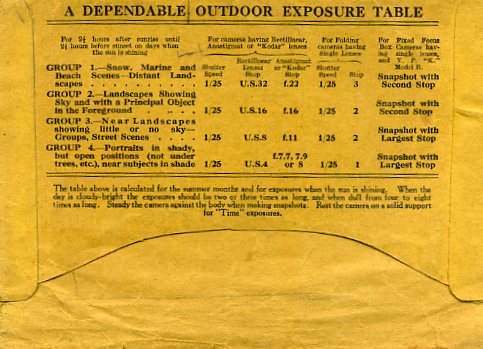 A DEPENDABLE OUTDOOR EXPOSURE TABLE
For 2½ hours after sunrise until
2½ hours before sunset on days when
the sun is shining
For cameras having Rectilinear,
Anastigmat or "Kodar" lenses
For Folding
cameras having
Single Lenses
For Fixed Focus
Box Cameras hav-
ing single lenses,
and V. P. "K."
Model B.
Shutter Speed Rectilinear Lenses Stop Anastigmat or "Kodar" Stop Shutter Speed Stop
GROUP 1.—Snow, Marine and
Beach Scenes—Distant Land-
scapes . . . . . . . . . 1/25 U.S.32 f.22 1/25 3 Snapshot with Second Stop
GROUP 2.—Landscapes Showing
Sky and with a Principal Object
in the Foreground . . . . . 1/25 U.S.16 f.16 1/25 2 Snapshot with Second Stop
GROUP 3.—Near Landscapes
showing little or no sky—
Groups, Street Scenes . . . . 1/25 U.S.8 f.11 1/25 2 Snapshot with Largest Stop
GROUP 4.—Portraits in shady,
but open positions (not under
trees, etc.), near subjects in shade 1/25 U.S.4 f.7.7, 7.9 or 8 1/25 1 Snapshot with Largest Stop
The table above is calculated for the summer months and for exposures when the sun is shining. When the
day is cloudy-bright the exposures should be two or three times as long, and when dull from four to eight
times as long. Steady the camera against the body when making snapshots. Rest the camera on a solid support
for "Time" exposures.